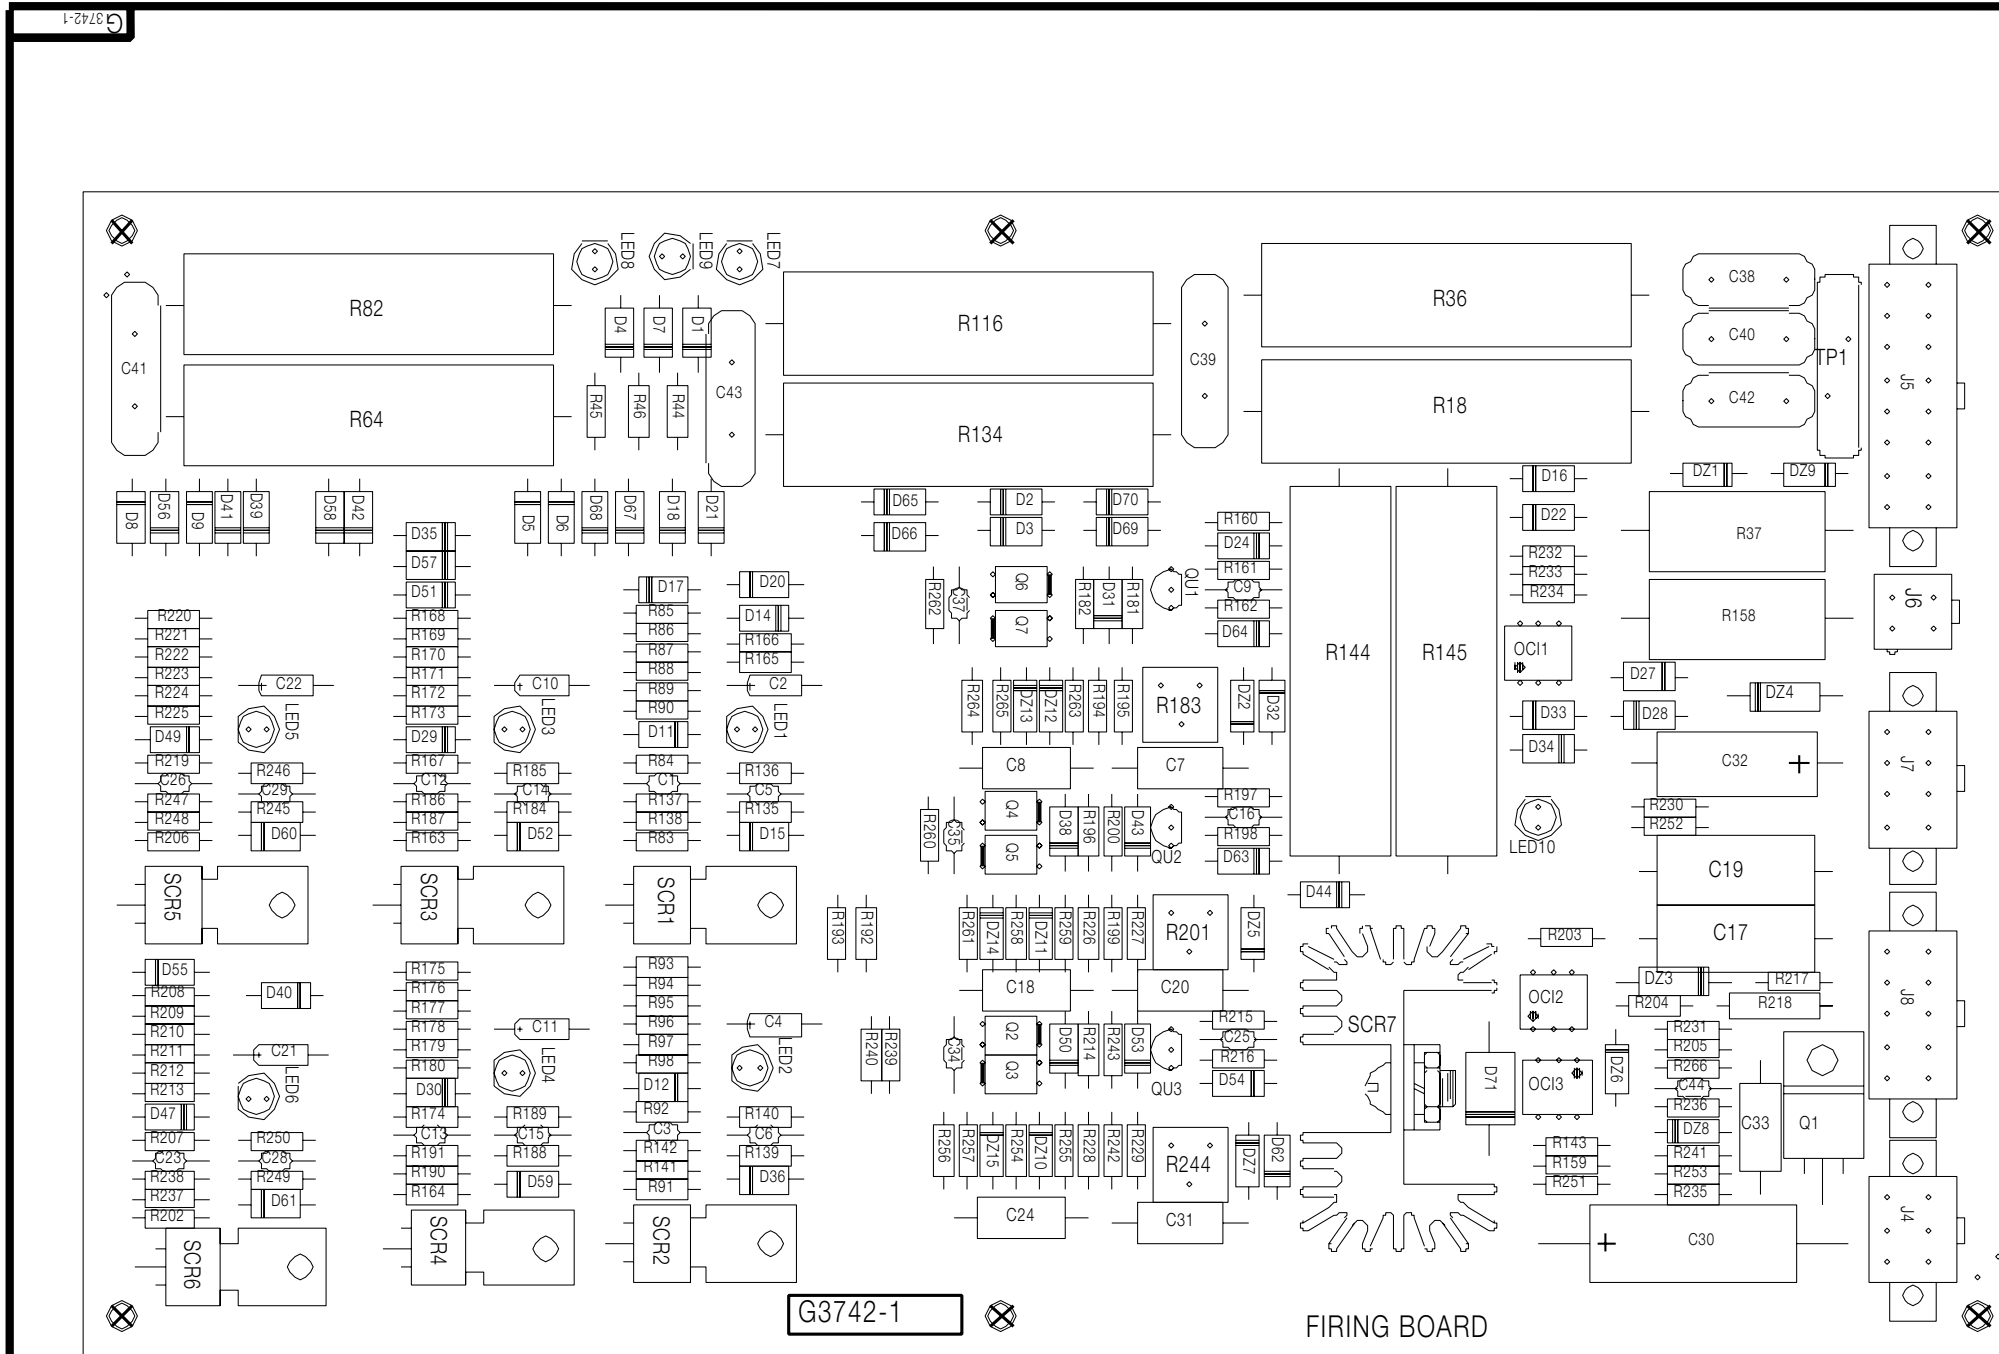 G3742-1
LED8
LED9
LED7
R82
R64
C41
D4
D7
D1
R45
R46
R44
C43
R116
R134
C39
R36
R18
C38
C40
C42
TP1
J5
D8
D56
D9
D41
D39
D58
D42
D5
D6
D68
D67
D18
D21
D65
D66
D2
D3
D70
D69
D16
D22
DZ1
DZ9
R37
R158
J6
D35
D57
D51
R168
R169
R170
R171
R172
R173
D29
R167
C12
R186
R187
R163
SCR3
R220
R221
R222
R223
R224
R225
D49
R219
C26
R247
R248
R206
SCR5
C22
LED5
R246
C29
R245
D60
C10
LED3
R185
C14
R184
D52
D17
R85
R86
R87
R88
R89
R90
D11
R84
C1
R137
R138
R83
SCR1
D20
D14
R166
R165
C2
LED1
R136
C5
R135
D15
R262
C37
Q6
Q7
R182
D31
R181
QU1
R160
D24
R161
C9
R162
D64
R144
R145
R232
R233
R234
OCI1
D27
D28
DZ4
D33
D34
C32
J7
R264
R265
DZ13
DZ12
R263
R194
R195
R183
DZ2
D32
C8
C7
R260
C35
Q4
Q5
D38
R196
R200
D43
QU2
R197
C16
R198
D63
LED10
R230
R252
C19
C17
D44
R193
R192
R261
DZ14
R258
DZ11
R259
R226
R199
R227
R201
DZ5
C18
C20
R203
DZ3
R204
R217
R218
J8
OCI2
OCI3
SCR7
D71
DZ6
D55
R208
R209
R210
R211
R212
R213
D47
R207
C23
R238
R237
R202
SCR6
D40
C21
LED6
R250
C28
R249
D61
R175
R176
R177
R178
R179
R180
D30
R174
C13
R191
R190
R164
SCR4
C11
LED4
R189
C15
R188
D59
R93
R94
R95
R96
R97
R98
D12
R92
C3
R142
R141
R91
SCR2
C4
LED2
R140
C6
R139
D36
R240
R239
C34
Q2
Q3
D50
R214
R243
D53
QU3
R215
C25
R216
D54
R256
R257
DZ15
R254
DZ10
R255
R228
R242
R229
R244
DZ7
D62
C24
C31
R231
R205
R266
C44
R236
DZ8
R241
R253
R235
C33
Q1
R143
R159
R251
C30
J4
G3742-1
FIRING BOARD